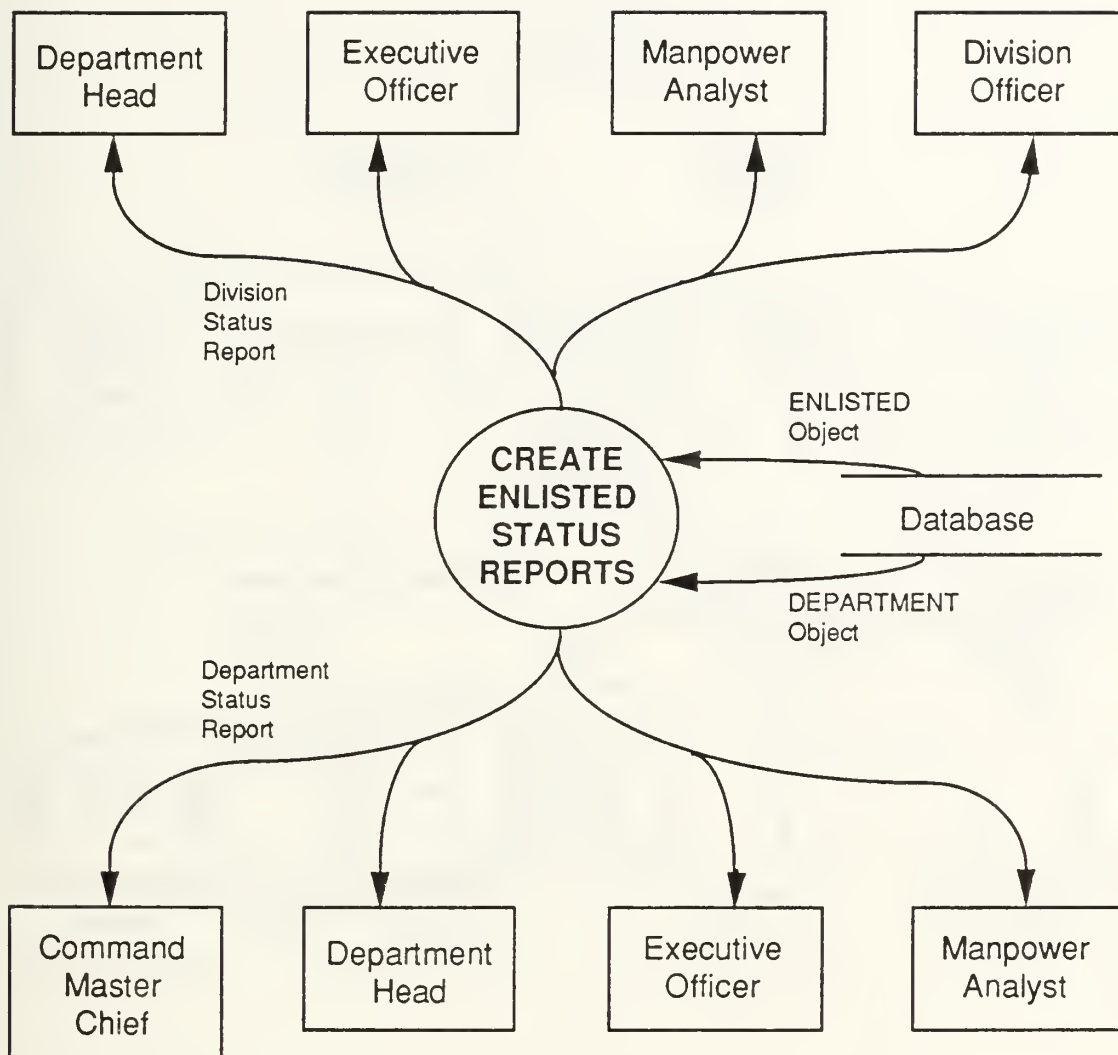 Department
Head
Executive
Officer
Manpower
Analyst
Division
Officer
Division
Status
Report
ENLISTED
Object
CREATE
ENLISTED
STATUS
REPORTS
Database
DEPARTMENT
Object
Department
Status
Report
Command
Master
Chief
Department
Head
Executive
Officer
Manpower
Analyst